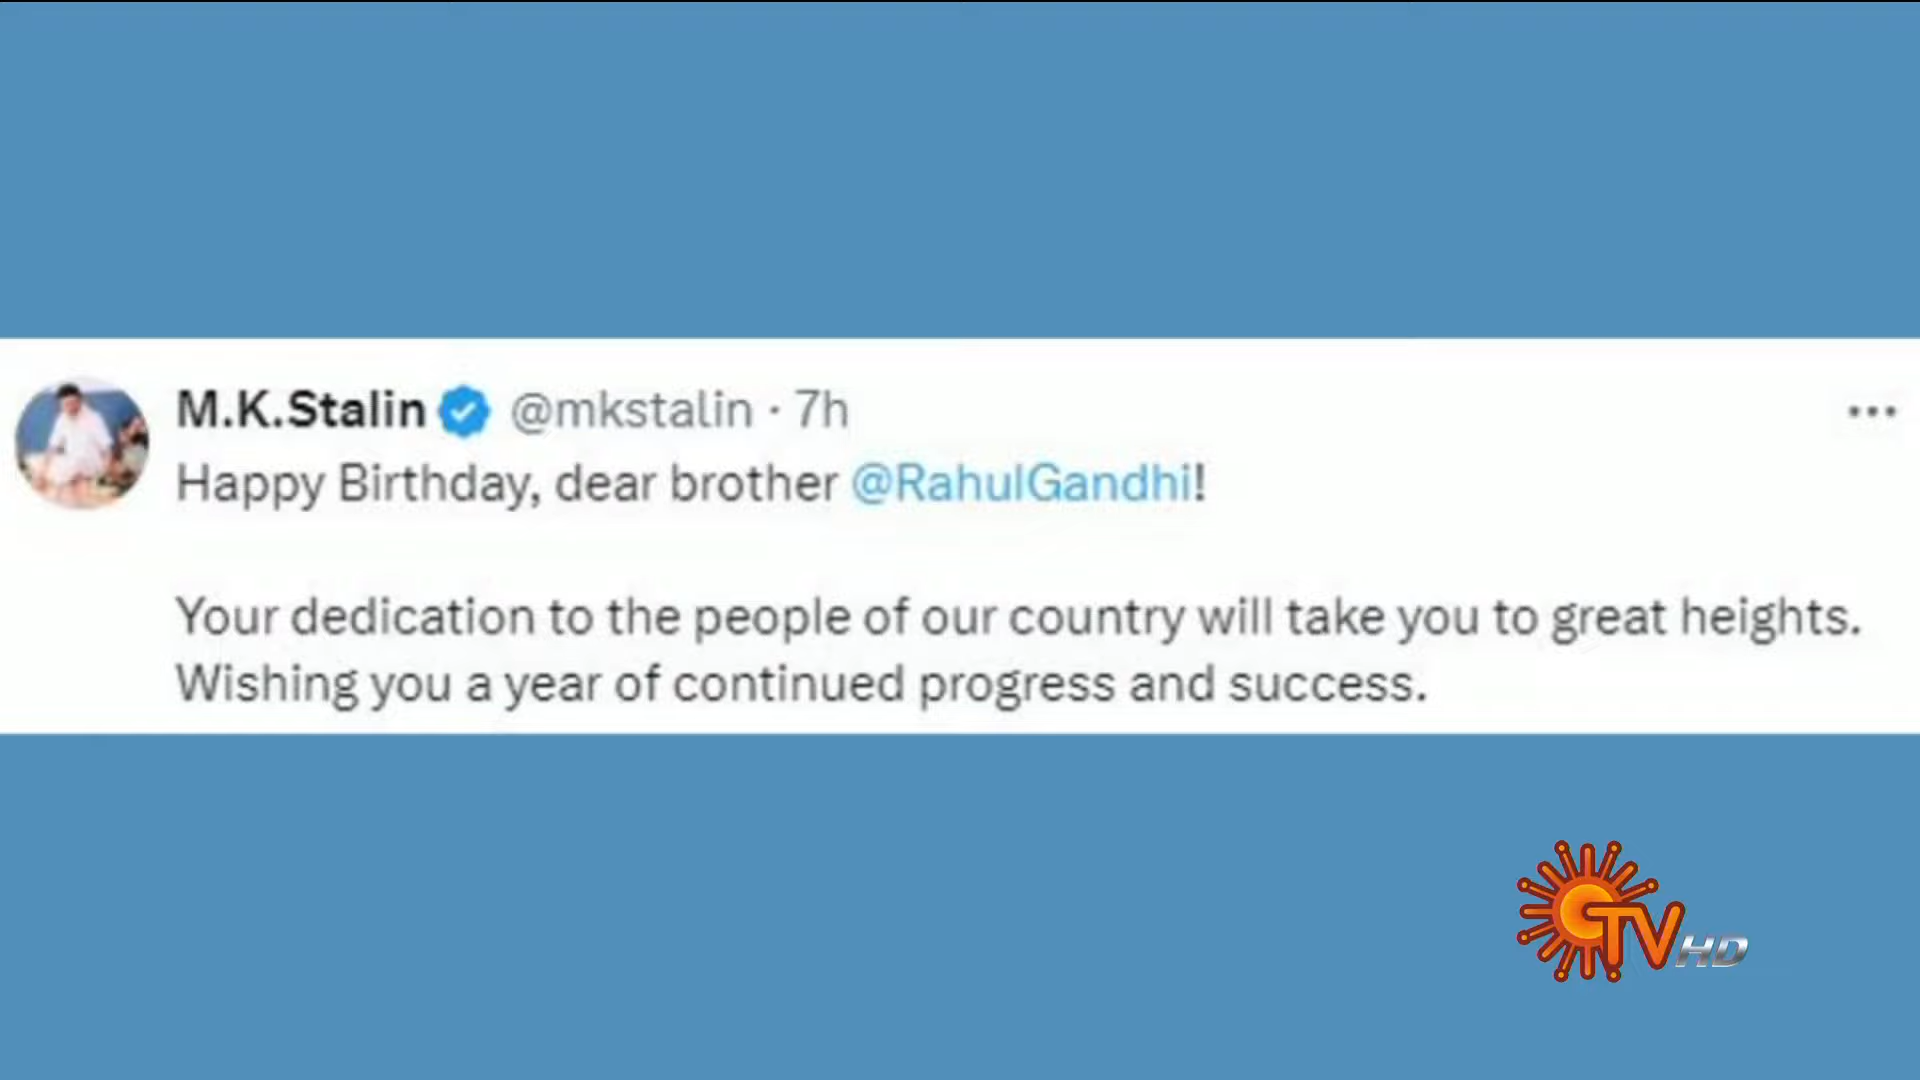 M.K.Stalin @mkstalin · 7h
Happy Birthday, dear brother @RahulGandhi!
Your dedication to the people of our country will take you to great heights.
Wishing you a year of continued progress and success.
TV HD